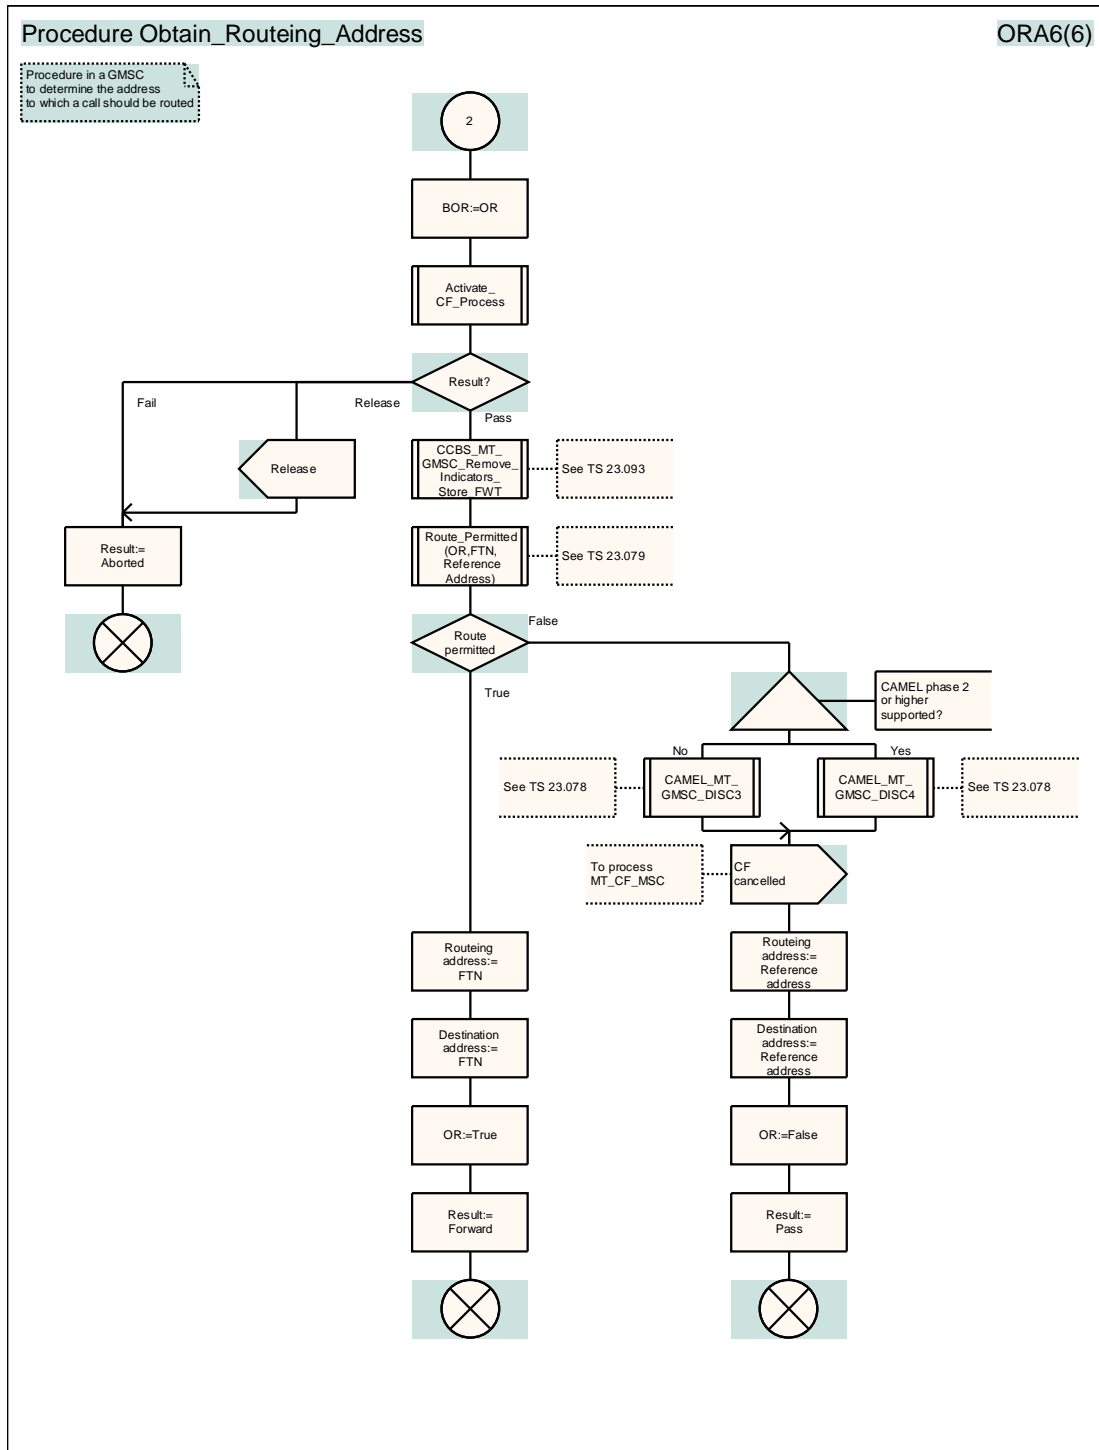 Procedure Obtain_Routeing_Address
ORA6(6)
Procedure in a GMSC
to determine the address
to which a call should be routed
2
BOR:=OR
Activate_
CF_Process
Result?
Fail
Release
Pass
Release
CCBS_MT_
GMSC_Remove_
Indicators_
Store_FWT
See TS 23.093
Result:=
Aborted
Route_Permitted
(OR,FTN,
Reference
Address)
See TS 23.079
Route
permitted
False
True
CAMEL phase 2
or higher
supported?
No
Yes
See TS 23.078
CAMEL_MT_
GMSC_DISC3
CAMEL_MT_
GMSC_DISC4
See TS 23.078
To process
MT_CF_MSC
CF
cancelled
Routeing
address:=
FTN
Routeing
address:=
Reference
address
Destination
address:=
FTN
Destination
address:=
Reference
address
OR:=True
OR:=False
Result:=
Forward
Result:=
Pass